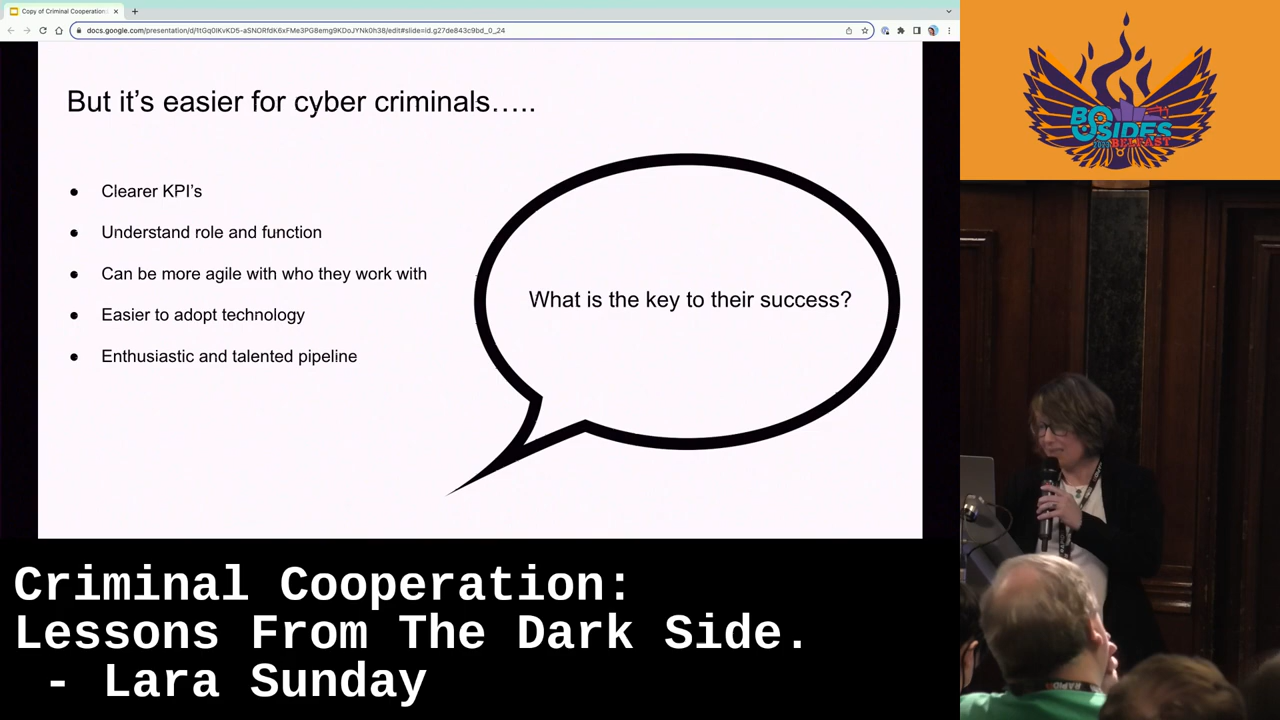 Copy of Criminal Cooperation
docs.google.com/presentation/d/1tGq0IKvKD5-aSNORfdK6xFMe3PG8emg9KDoJYNk0h38/edit#slide=id.g27de843c9bd_0_24
But it's easier for cyber criminals…..
● Clearer KPI's
● Understand role and function
● Can be more agile with who they work with
● Easier to adopt technology
● Enthusiastic and talented pipeline
What is the key to their success?
BSIDES
2023 BELFAST
RAPID7
Criminal Cooperation:
Lessons From The Dark Side.
- Lara Sunday